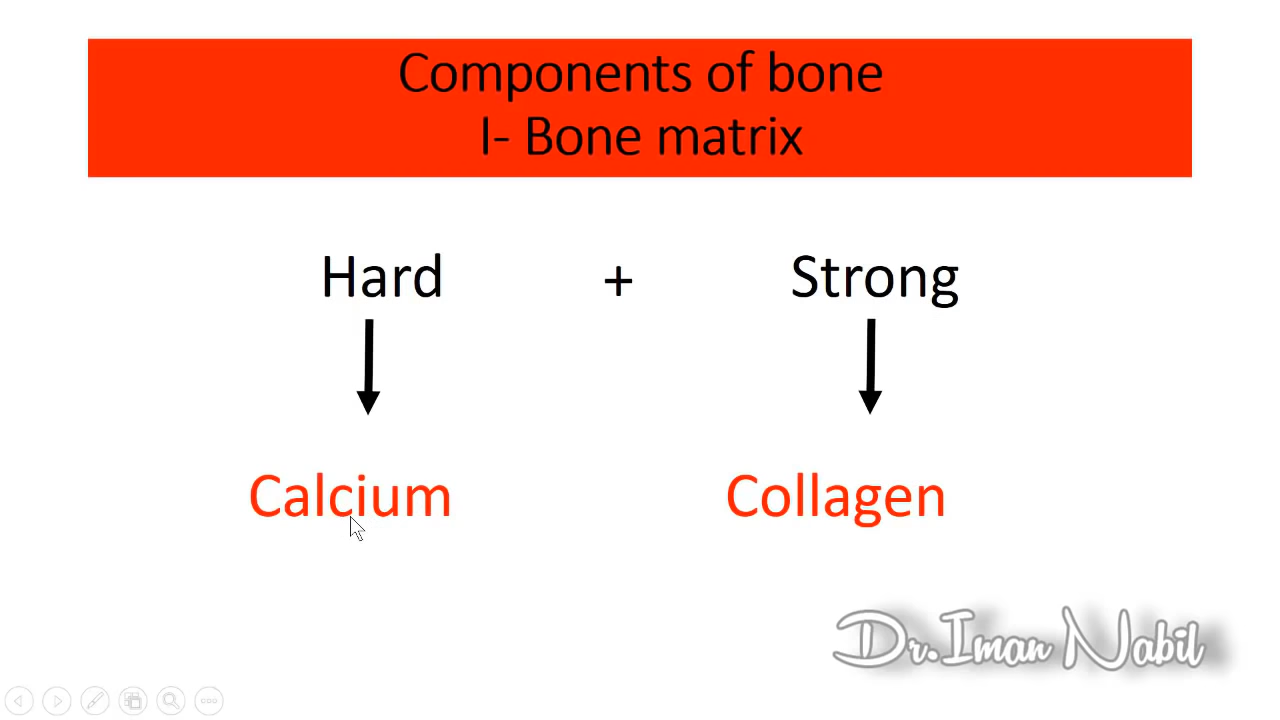 Components of bone
I- Bone matrix
Hard + Strong
Calcium Collagen
Dr.Iman Nabil